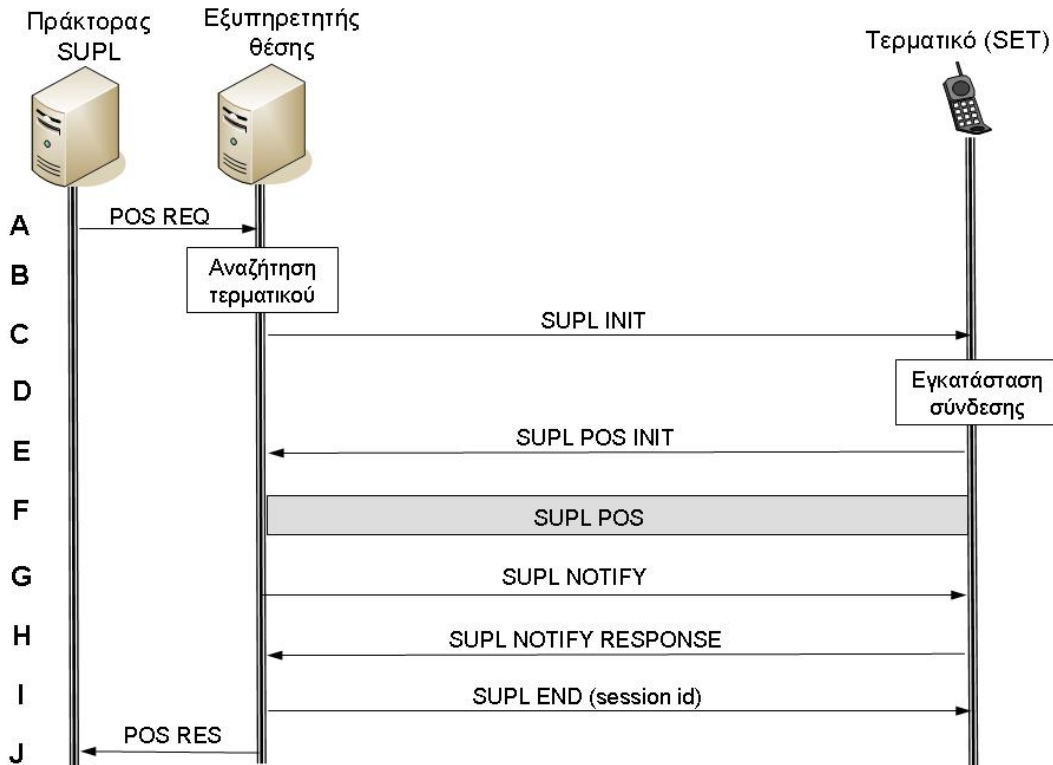 Πράκτορας
SUPL
Εξυπηρετητής
θέσης
Τερματικό (SET)
A
POS REQ
B
Αναζήτηση
τερματικού
C
SUPL INIT
D
Εγκατάσταση
σύνδεσης
E
SUPL POS INIT
F
SUPL POS
G
SUPL NOTIFY
H
SUPL NOTIFY RESPONSE
I
SUPL END (session id)
J
POS RES